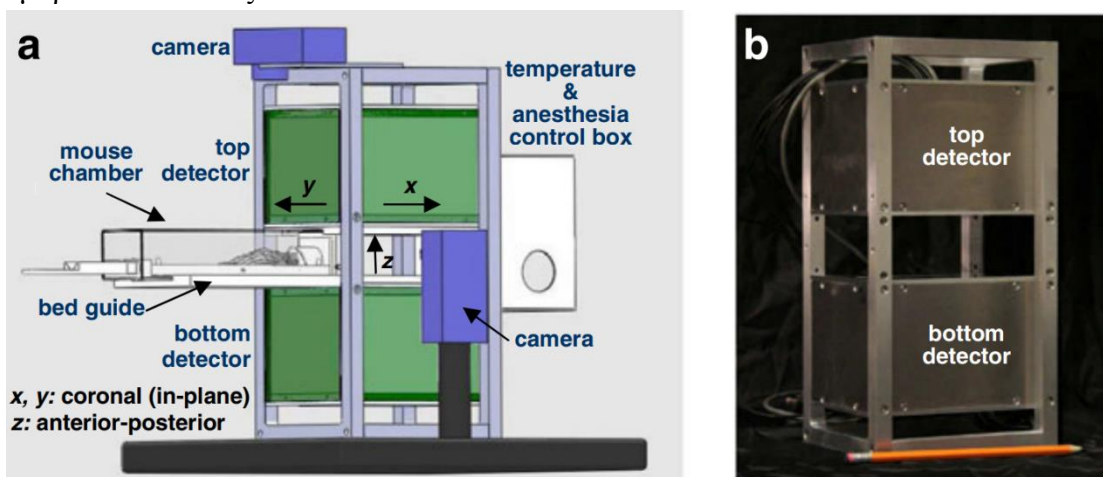 a
camera
temperature
&
anesthesia
control box
mouse
chamber
top
detector
y
x
z
bed guide
bottom
detector
camera
x, y: coronal (in-plane)
z: anterior-posterior
b
top
detector
bottom
detector